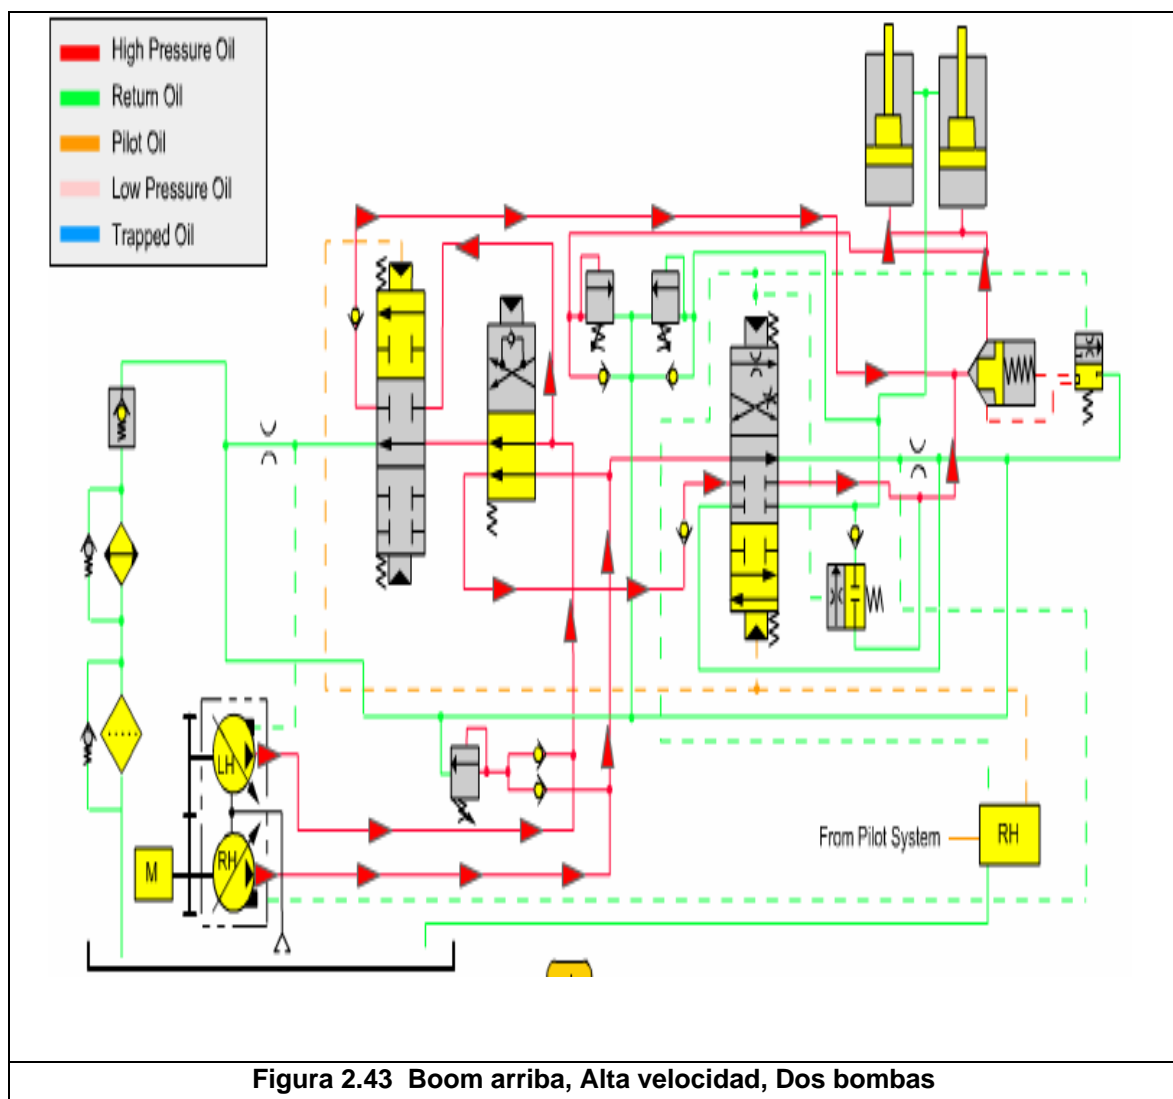 High Pressure Oil
Return Oil
Pilot Oil
Low Pressure Oil
Trapped Oil
LH
RH
M
From Pilot System
RH
Figura 2.43 Boom arriba, Alta velocidad, Dos bombas